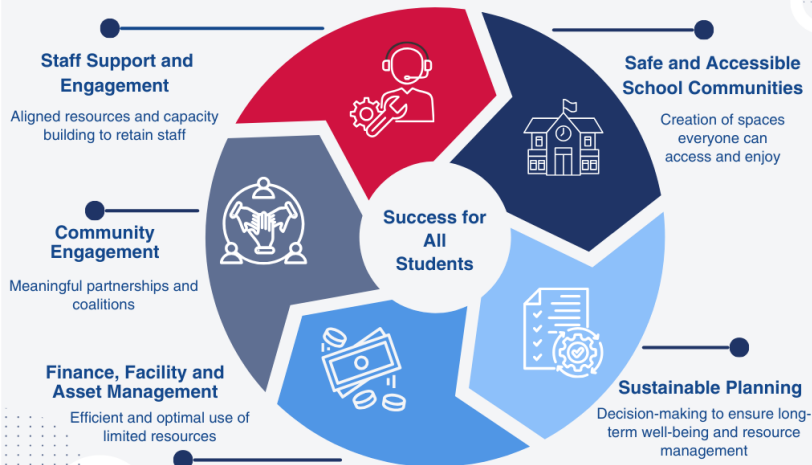 Staff Support and
Engagement
Aligned resources and capacity
building to retain staff
Safe and Accessible
School Communities
Creation of spaces
everyone can
access and enjoy
Success for
All
Students
Community
Engagement
Meaningful partnerships and
coalitions
Finance, Facility and
Asset Management
Efficient and optimal use of
limited resources
Sustainable Planning
Decision-making to ensure long-
term well-being and resource
management